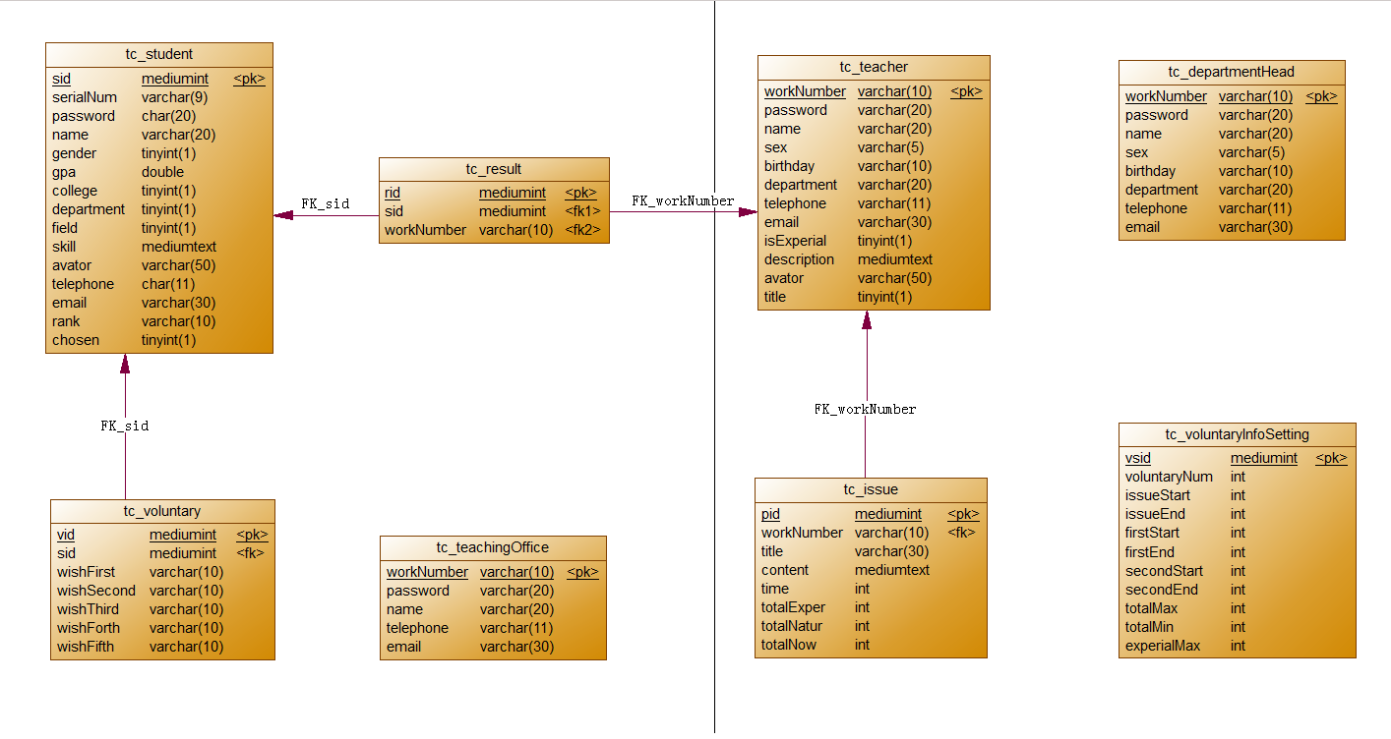 tc_student
sid mediumint <pk>
serialNum varchar(9)
password char(20)
name varchar(20)
gender tinyint(1)
gpa double
college tinyint(1)
department tinyint(1)
field tinyint(1)
skill mediumtext
avator varchar(50)
telephone char(11)
email varchar(30)
rank varchar(10)
chosen tinyint(1)
FK_sid
tc_result
rid mediumint <pk>
sid mediumint <fk1>
workNumber varchar(10) <fk2>
FK_workNumber
tc_teacher
workNumber varchar(10) <pk>
password varchar(20)
name varchar(20)
sex varchar(5)
birthday varchar(10)
department varchar(20)
telephone varchar(11)
email varchar(30)
isExperial tinyint(1)
description mediumtext
avator varchar(50)
title tinyint(1)
tc_departmentHead
workNumber varchar(10) <pk>
password varchar(20)
name varchar(20)
sex varchar(5)
birthday varchar(10)
department varchar(20)
telephone varchar(11)
email varchar(30)
FK_sid
tc_voluntary
vid mediumint <pk>
sid mediumint <fk>
wishFirst varchar(10)
wishSecond varchar(10)
wishThird varchar(10)
wishForth varchar(10)
wishFifth varchar(10)
tc_teachingOffice
workNumber varchar(10) <pk>
password varchar(20)
name varchar(20)
telephone varchar(11)
email varchar(30)
FK_workNumber
tc_issue
pid mediumint <pk>
workNumber varchar(10) <fk>
title varchar(30)
content mediumtext
time int
totalExper int
totalNatur int
totalNow int
tc_voluntaryInfoSetting
vsid mediumint <pk>
voluntaryNum int
issueStart int
issueEnd int
firstStart int
firstEnd int
secondStart int
secondEnd int
totalMax int
totalMin int
experialMax int